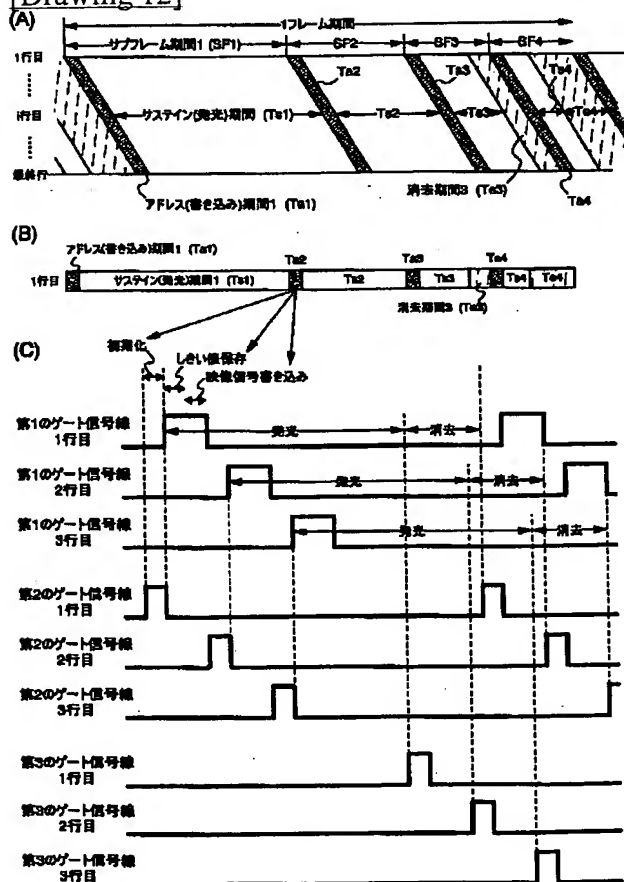 [Drawing 12]
(A)
1フレーム期間
サブフレーム期間1 (SF1) SF2 SF3 SF4
1行目
Ta2 Ta3 Ta4
i行目
サステイン(発光)期間 (Ts1) Ts2 Ts3 Ts4 Te4
最終行
アドレス(書き込み)期間1 (Ta1)
消去期間3 (Te3)
Ta4
(B)
アドレス(書き込み)期間1 (Ta1) Ta2 Ta3 Ta4
1行目 サステイン(発光)期間1 (Ts1) Ts2 Ts3 Ts4 Te4
消去期間3 (Te3)
(C)
初期化
しきい値保存
映像信号書き込み
第1のゲート信号線
1行目
発光 消去
第1のゲート信号線
2行目
発光 消去
第1のゲート信号線
3行目
発光 消去
第2のゲート信号線
1行目
第2のゲート信号線
2行目
第2のゲート信号線
3行目
第3のゲート信号線
1行目
第3のゲート信号線
2行目
第3のゲート信号線
3行目